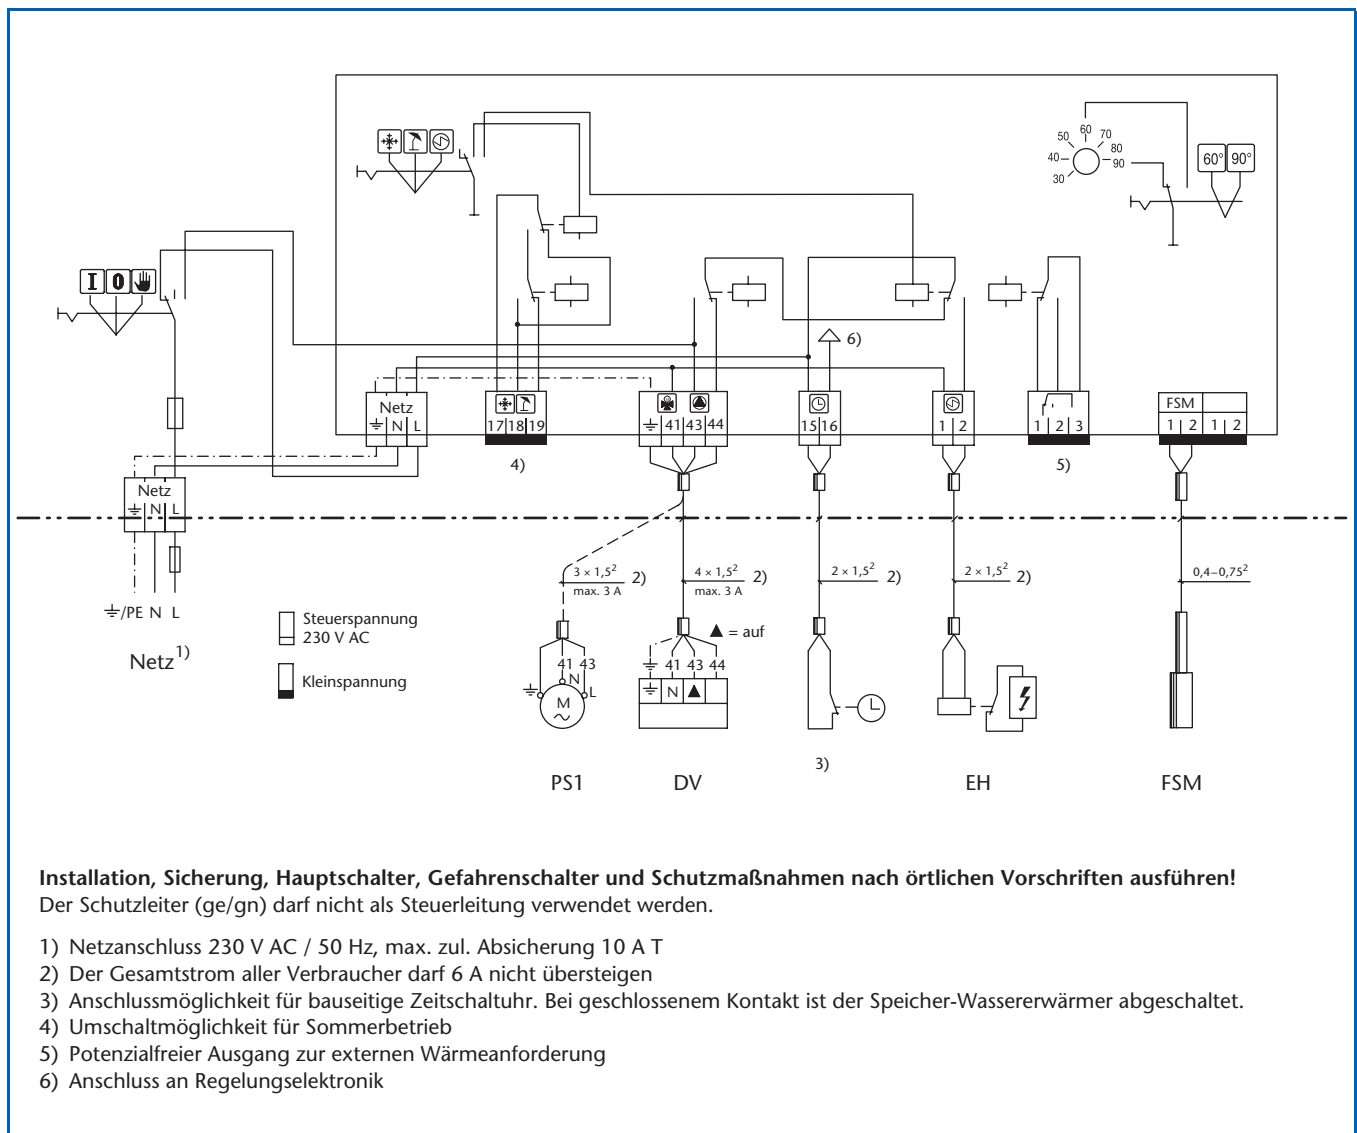 60° 90°
30 40 50 60 70 80 90
I 0
6)
Netz
N L
17 18 19
41 43 44
15 16
1 2
1 2 3
FSM
1 2 1 2
4)
5)
Netz
N L
3 × 1,5² 2)
max. 3 A
4 × 1,5² 2)
max. 3 A
2 × 1,5² 2)
2 × 1,5² 2)
0,4–0,75²
/PE N L
Netz¹⁾
Steuerspannung
230 V AC
Kleinspannung
▲ = auf
41 43
N
L
M
~
41 43 44
N ▲
3)
PS1
DV
EH
FSM
Installation, Sicherung, Hauptschalter, Gefahrenschalter und Schutzmaßnahmen nach örtlichen Vorschriften ausführen!
Der Schutzleiter (ge/gn) darf nicht als Steuerleitung verwendet werden.
1) Netzanschluss 230 V AC / 50 Hz, max. zul. Absicherung 10 A T
2) Der Gesamtstrom aller Verbraucher darf 6 A nicht übersteigen
3) Anschlussmöglichkeit für bauseitige Zeitschaltuhr. Bei geschlossenem Kontakt ist der Speicher-Wassererwärmer abgeschaltet.
4) Umschaltmöglichkeit für Sommerbetrieb
5) Potenzialfreier Ausgang zur externen Wärmeanforderung
6) Anschluss an Regelungselektronik